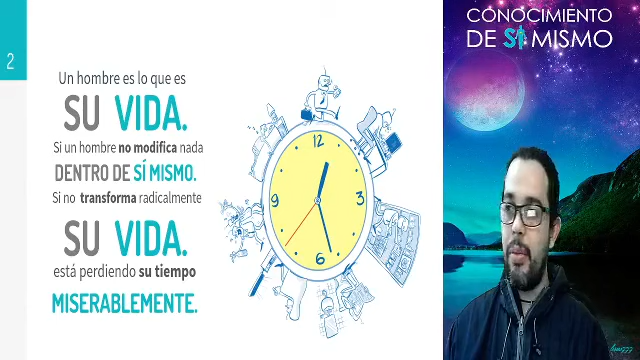 2
Un hombre es lo que es
SU VIDA.
Si un hombre no modifica nada
DENTRO DE SÍ MISMO.
Si no transforma radicalmente
SU VIDA.
está perdiendo su tiempo
MISERABLEMENTE.
12
3
6
9
CONOCIMIENTO
DE SÍ MISMO